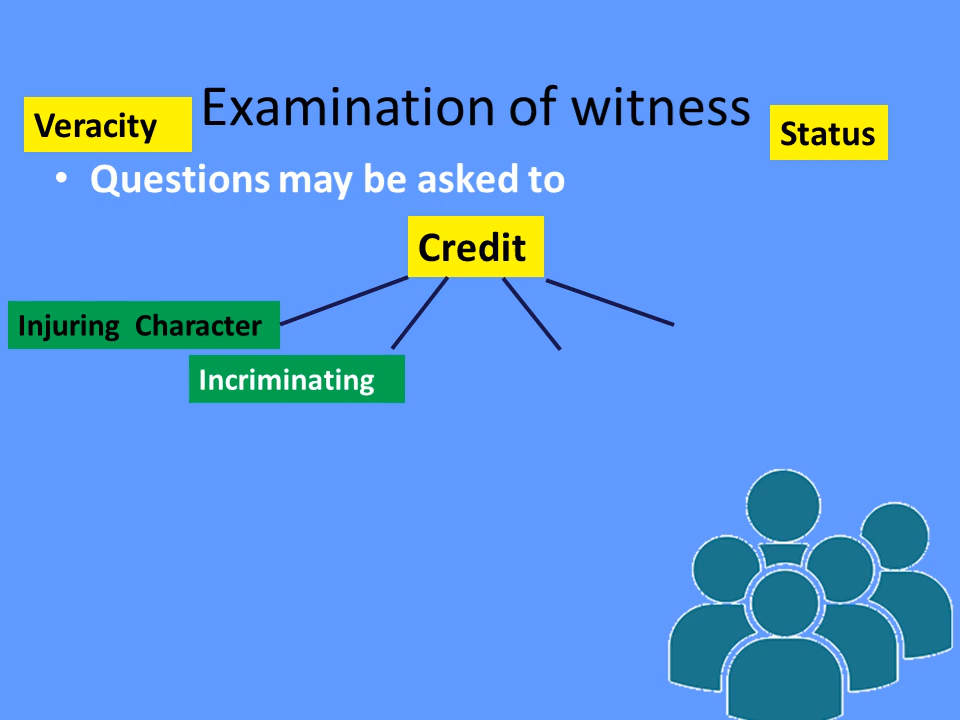 Examination of witness
Veracity
Status
• Questions may be asked to
Credit
Injuring Character
Incriminating